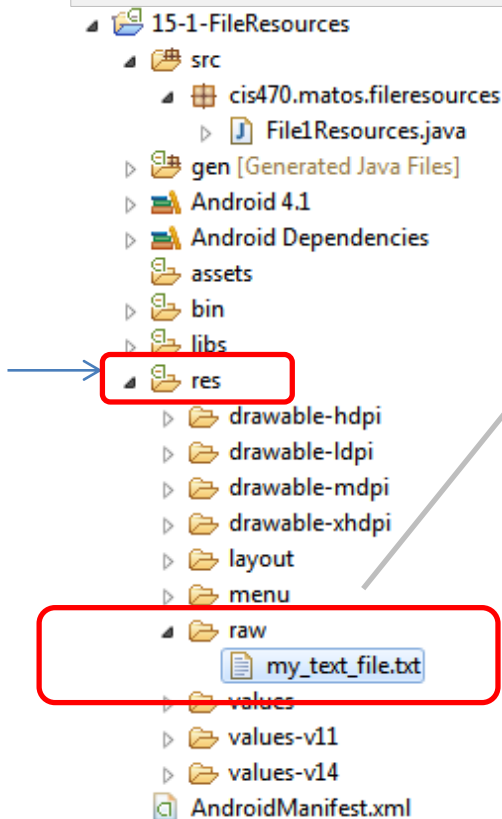 15-1-FileResources
src
cis470.matos.fileresources
File1Resources.java
gen [Generated Java Files]
Android 4.1
Android Dependencies
assets
bin
libs
res
drawable-hdpi
drawable-ldpi
drawable-mdpi
drawable-xhdpi
layout
menu
raw
my_text_file.txt
values
values-v11
values-v14
AndroidManifest.xml